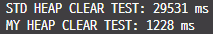 STD HEAP CLEAR TEST: 29531 ms
MY HEAP CLEAR TEST: 1228 ms